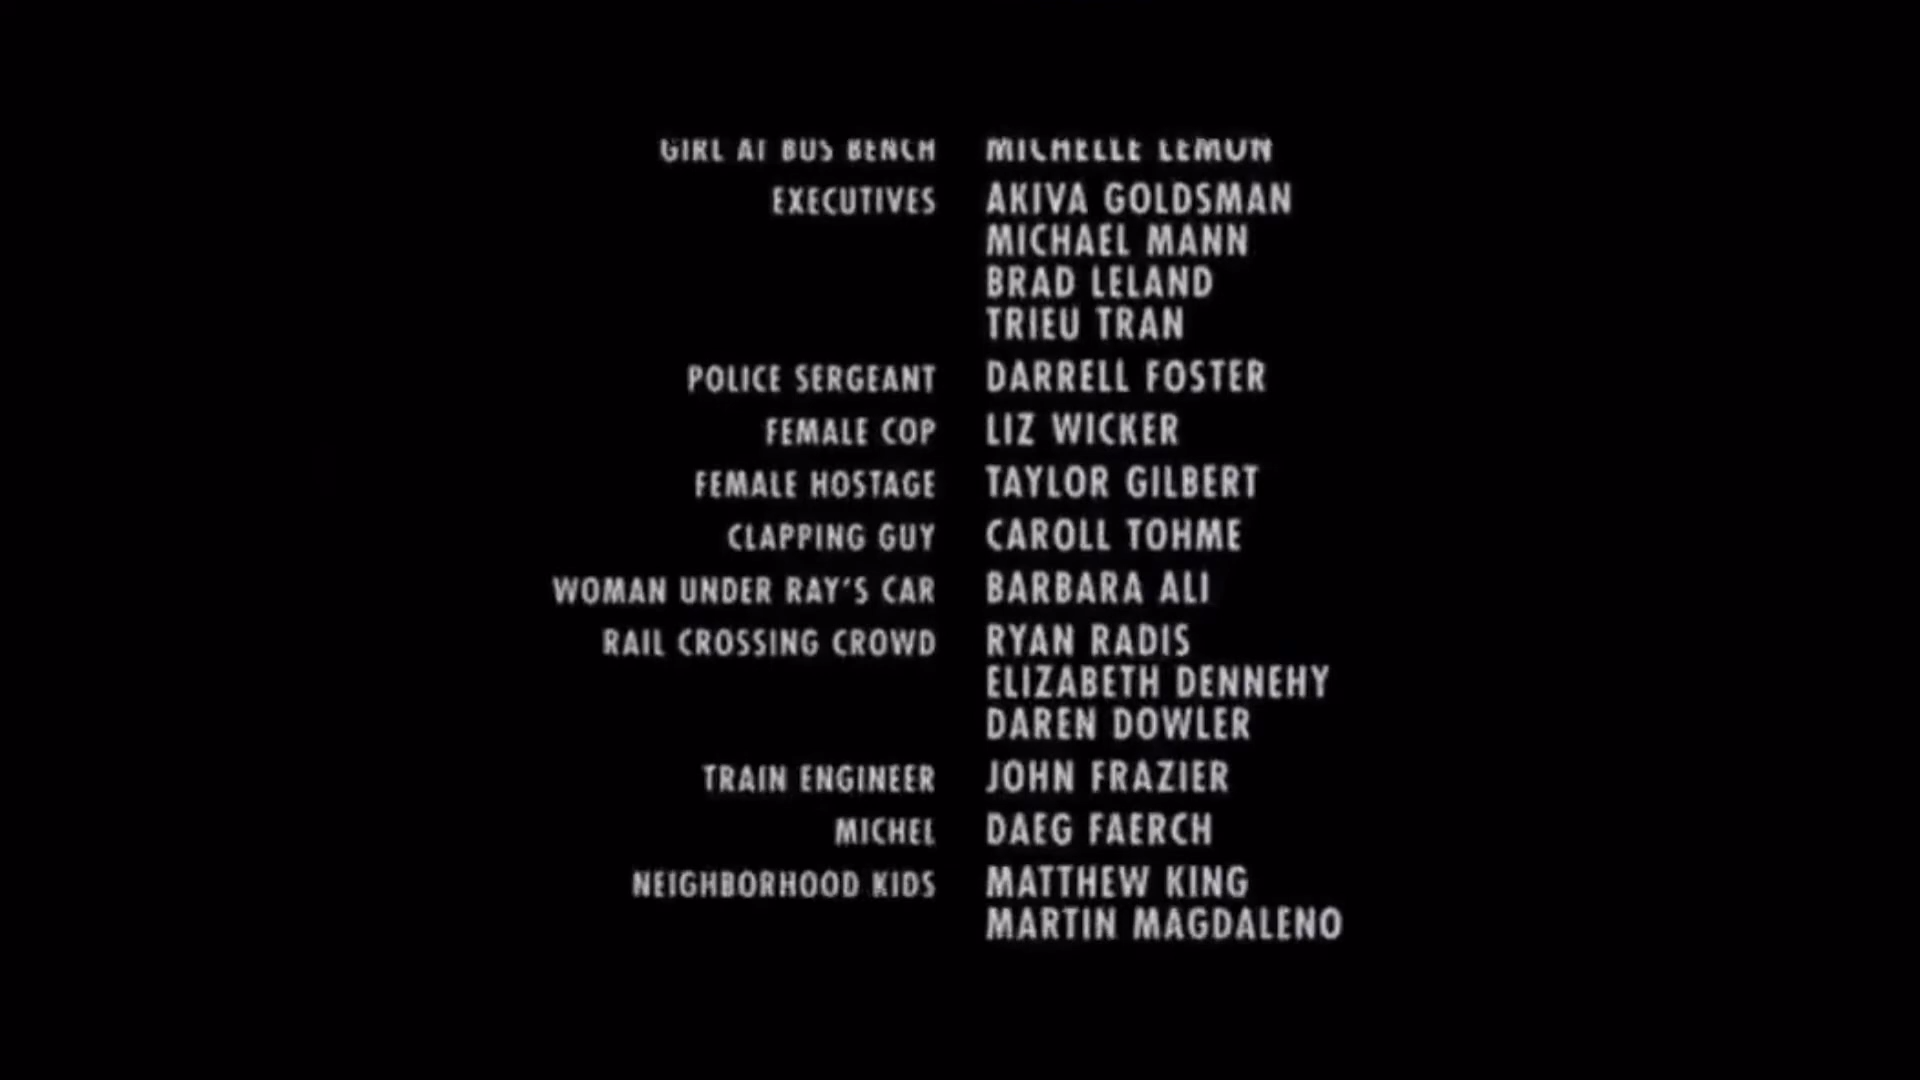 GIRL AT BUS BENCH MICHELLE LEMON
EXECUTIVES AKIVA GOLDSMAN
MICHAEL MANN
BRAD LELAND
TRIEU TRAN
POLICE SERGEANT DARRELL FOSTER
FEMALE COP LIZ WICKER
FEMALE HOSTAGE TAYLOR GILBERT
CLAPPING GUY CAROLL TOHME
WOMAN UNDER RAY'S CAR BARBARA ALI
RAIL CROSSING CROWD RYAN RADIS
ELIZABETH DENNEHY
DAREN DOWLER
TRAIN ENGINEER JOHN FRAZIER
MICHEL DAEG FAERCH
NEIGHBORHOOD KIDS MATTHEW KING
MARTIN MAGDALENO